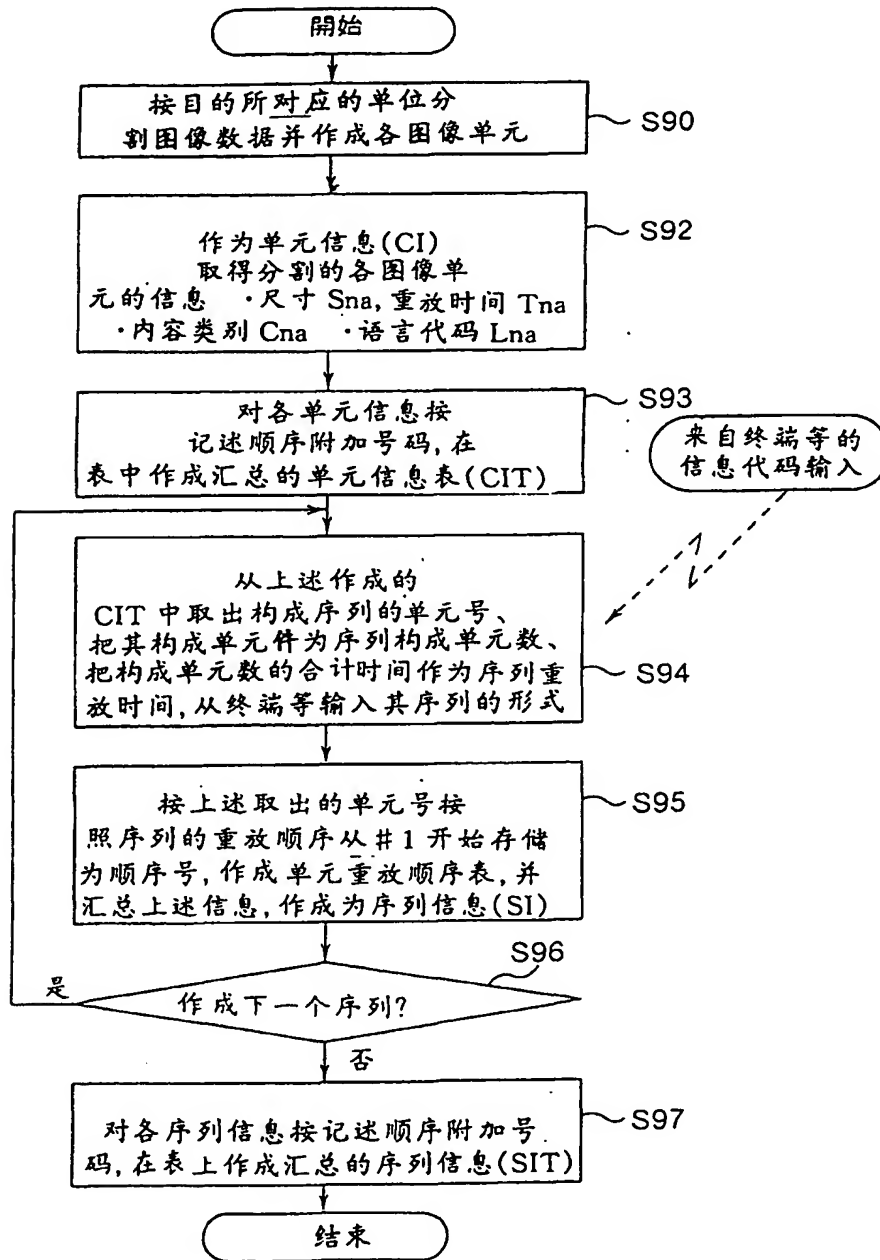 開始
按目的所对应的单位分
割图像数据并作成各图像单元
S90
作为单元信息(CI)
取得分割的各图像单
元的信息 ·尺寸 Sna,重放时间 Tna
·内容类别 Cna ·语言代码 Lna
S92
对各单元信息按
记述顺序附加号码,在
表中作成汇总的单元信息表(CIT)
S93
来自终端等的
信息代码输入
从上述作成的
CIT 中取出构成序列的单元号、
把其构成单元件为序列构成单元数、
把构成单元数的合计时间作为序列重
放时间,从终端等输入其序列的形式
S94
按上述取出的单元号按
照序列的重放顺序从#1开始存储
为顺序号,作成单元重放顺序表,并
汇总上述信息,作成为序列信息(SI)
S95
S96
是
作成下一个序列?
否
对各序列信息按记述顺序附加号
码,在表上作成汇总的序列信息(SIT)
S97
结束